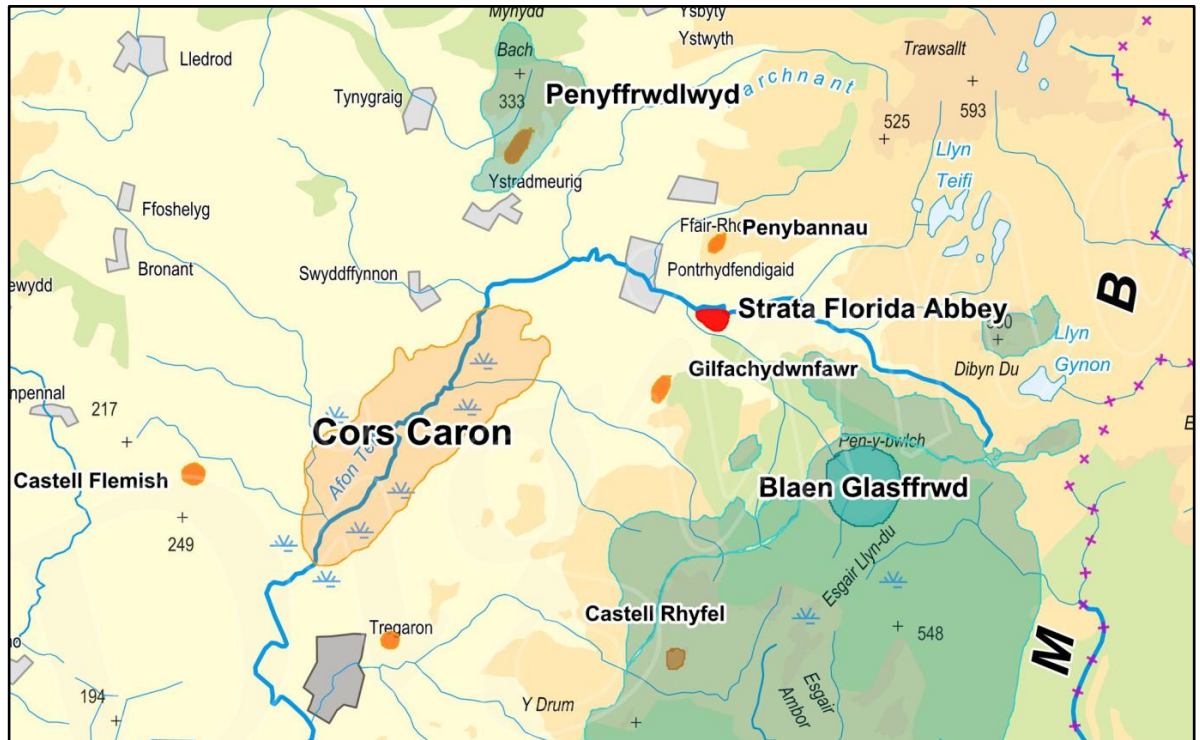 Mynydd
Bach
333
Ysbyty
Ystwyth
Lledrod
Tynygraig
Penyffrwdlwyd
archnant
Trawsallt
593
525
Llyn
Teifi
Ystradmeurig
Ffoshelyg
Bronant
Swyddffynnon
Ffair-Rho
Penybannau
Pontrhydfendigaid
Strata Florida Abbey
B
ewydd
Gilfachydwnfawr
Dibyn Du
Llyn
Gynon
npennal
217
Cors Caron
Afon Te
Pen-y-bwlch
Castell Flemish
Blaen Glasffrwd
249
Esgair Llyn-du
Castell Rhyfel
548
M
Tregaron
194
Y Drum
Esgair
Ambor